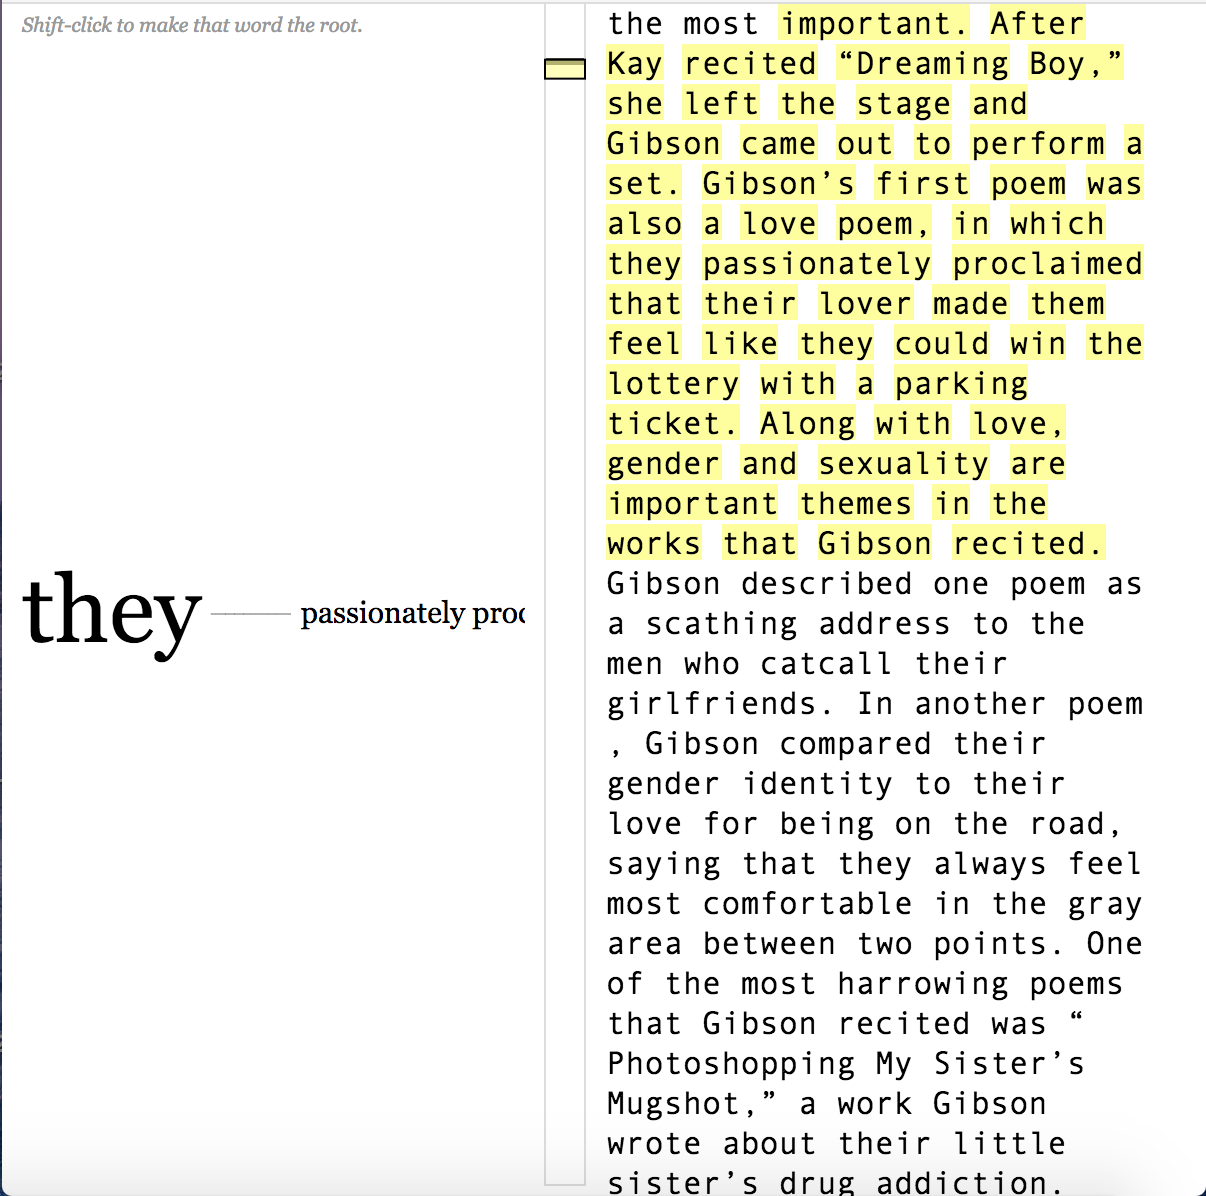 Shift-click to make that word the root.
they passionately proc
the most important. After
Kay recited “Dreaming Boy,”
she left the stage and
Gibson came out to perform a
set. Gibson’s first poem was
also a love poem, in which
they passionately proclaimed
that their lover made them
feel like they could win the
lottery with a parking
ticket. Along with love,
gender and sexuality are
important themes in the
works that Gibson recited.
Gibson described one poem as
a scathing address to the
men who catcall their
girlfriends. In another poem
, Gibson compared their
gender identity to their
love for being on the road,
saying that they always feel
most comfortable in the gray
area between two points. One
of the most harrowing poems
that Gibson recited was “
Photoshopping My Sister’s
Mugshot,” a work Gibson
wrote about their little
sister’s drug addiction.